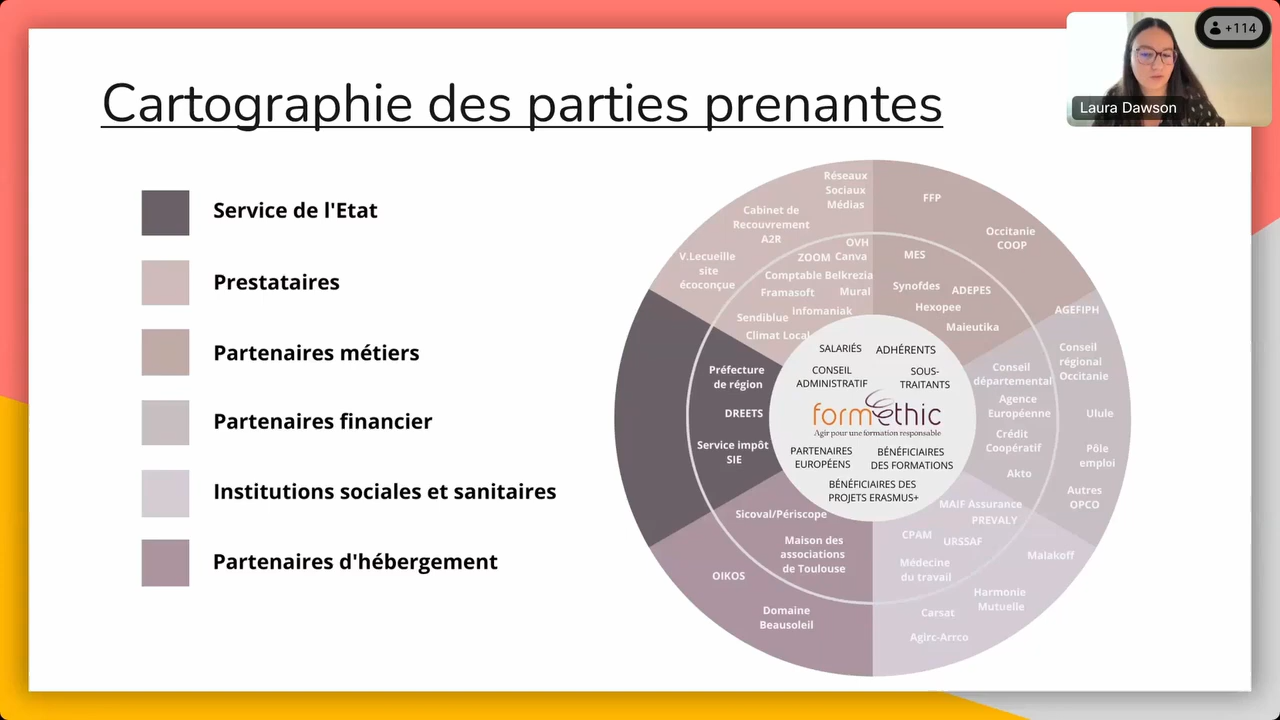 Cartographie des parties prenantes
+114
Laura Dawson
Service de l'Etat
Prestataires
Partenaires métiers
Partenaires financier
Institutions sociales et sanitaires
Partenaires d'hébergement
Réseaux
Sociaux
Médias
Cabinet de
Recouvrement
A2R
V.Lecueille
site
écoconçue
OVH
ZOOM Canva
Comptable Belkrezia
Framasoft Mural
Infomaniak
Sendiblue
Climat Local
FFP
Occitanie
COOP
MES
Synofdes
ADEPES
Hexopee
Maieutika
AGEFIPH
Conseil
régional
Occitanie
Ulule
Pôle
emploi
Autres
OPCO
Conseil
départemental
Agence
Européenne
Crédit
Coopératif
Akto
Préfecture
de région
DREETS
Service impôt
SIE
SALARIÉS
ADHÉRENTS
CONSEIL
ADMINISTRATIF
SOUS-
TRAITANTS
formethic
Agir pour une formation responsable
PARTENAIRES
EUROPÉENS
BÉNÉFICIAIRES
DES FORMATIONS
BÉNÉFICIAIRES DES
PROJETS ERASMUS+
Sicoval/Périscope
Maison des
associations
de Toulouse
OIKOS
Domaine
Beausoleil
MAIF Assurance
PREVALY
CPAM
URSSAF
Médecine
du travail
Malakoff
Harmonie
Mutuelle
Carsat
Agirc-Arrco